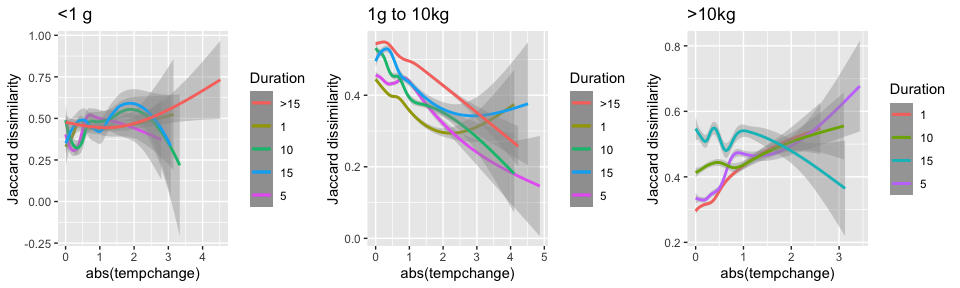 <1 g
Jaccard dissimilarity
1.00
0.75
0.50
0.25
0.00
-0.25
0 1 2 3 4
abs(tempchange)
Duration
>15
1
10
15
5
1g to 10kg
Jaccard dissimilarity
0.4
0.2
0.0
0 1 2 3 4 5
abs(tempchange)
Duration
>15
1
10
15
5
>10kg
Jaccard dissimilarity
0.8
0.6
0.4
0.2
0 1 2 3
abs(tempchange)
Duration
1
10
15
5